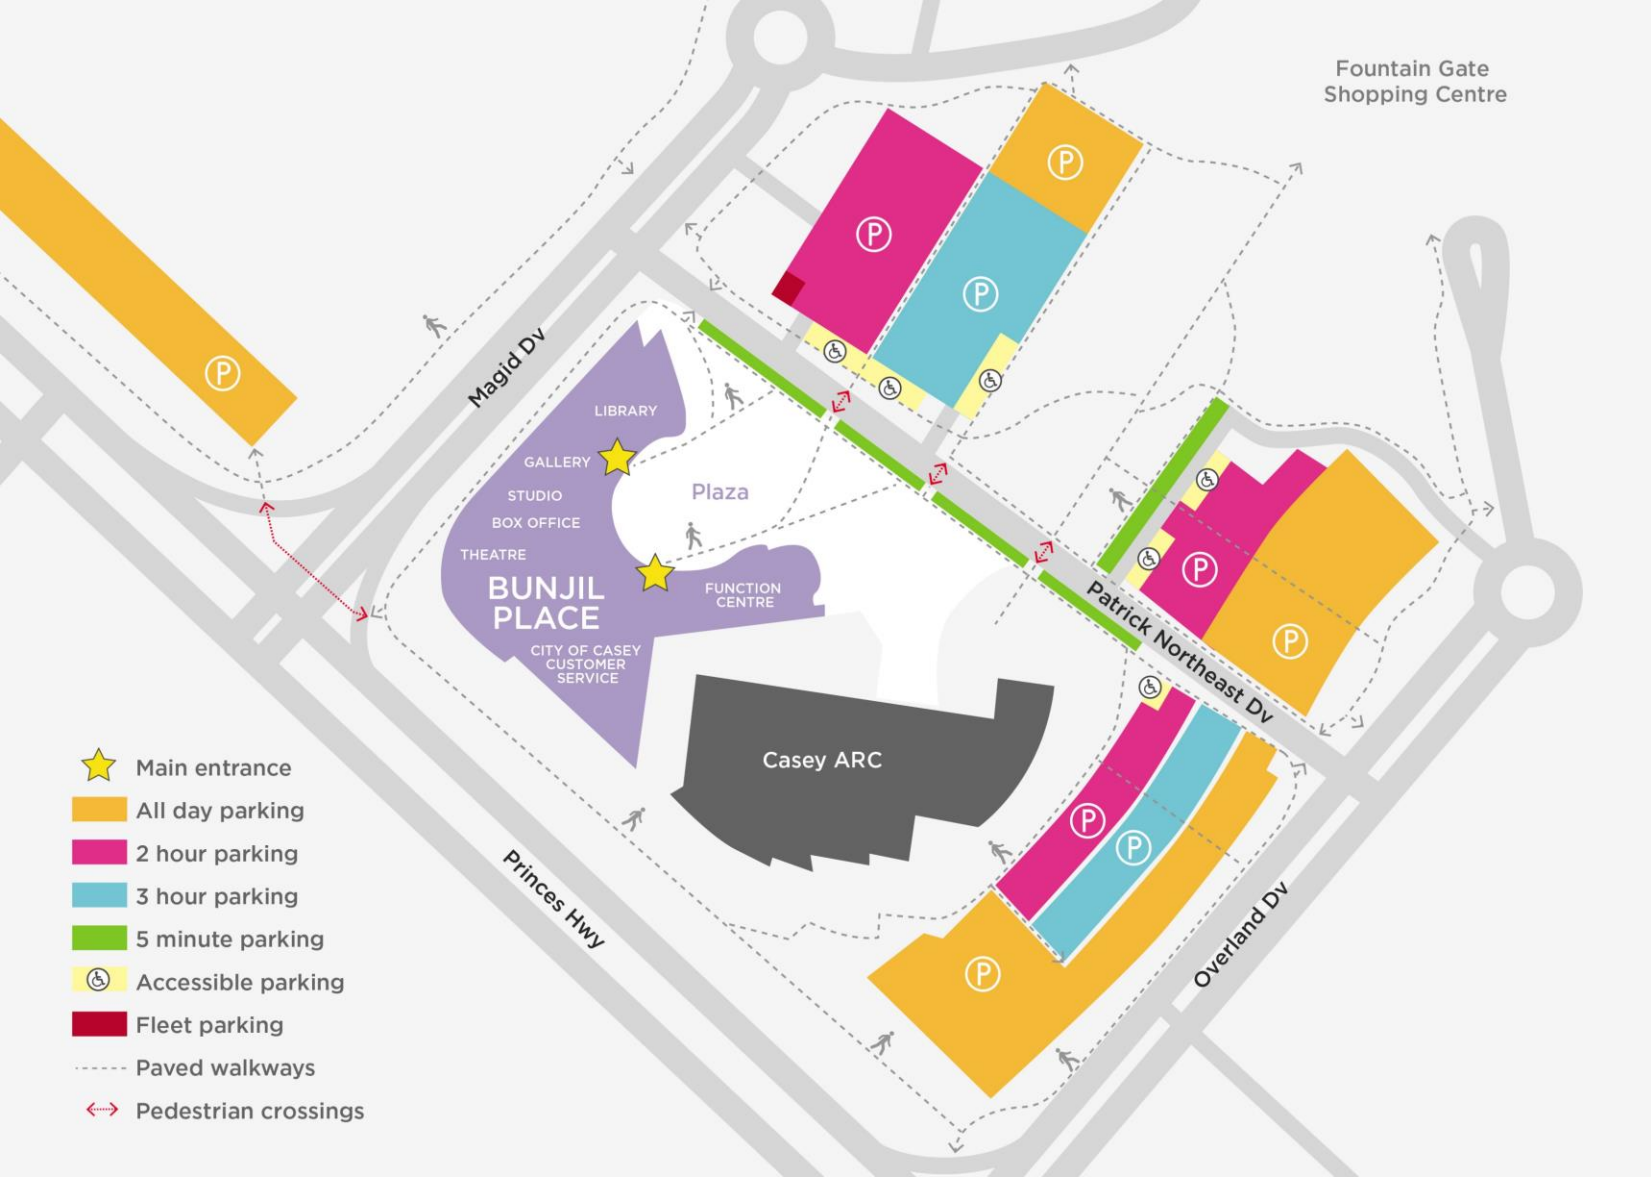 Fountain Gate
Shopping Centre
P
P
P
P
Magid Dv
LIBRARY
GALLERY
STUDIO
BOX OFFICE
THEATRE
BUNJIL
PLACE
Plaza
FUNCTION
CENTRE
CITY OF CASEY
CUSTOMER
SERVICE
P
P
Patrick Northeast Dv
Casey ARC
P
P
P
Princes Hwy
Overland Dv
Main entrance
All day parking
2 hour parking
3 hour parking
5 minute parking
Accessible parking
Fleet parking
Paved walkways
Pedestrian crossings